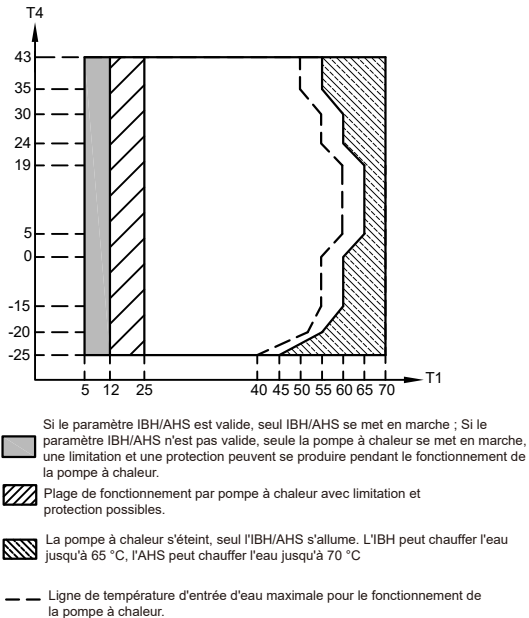 T4
43
35
30
24
19
5
0
-15
-20
-25
5 12 25 40 45 50 55 60 65 70
T1
Si le paramètre IBH/AHS est valide, seul IBH/AHS se met en marche ; Si le
paramètre IBH/AHS n'est pas valide, seule la pompe à chaleur se met en marche,
une limitation et une protection peuvent se produire pendant le fonctionnement de
la pompe à chaleur.
Plage de fonctionnement par pompe à chaleur avec limitation et
protection possibles.
La pompe à chaleur s'éteint, seul l'IBH/AHS s'allume. L'IBH peut chauffer l'eau
jusqu'à 65 °C, l'AHS peut chauffer l'eau jusqu'à 70 °C
Ligne de température d'entrée d'eau maximale pour le fonctionnement de
la pompe à chaleur.